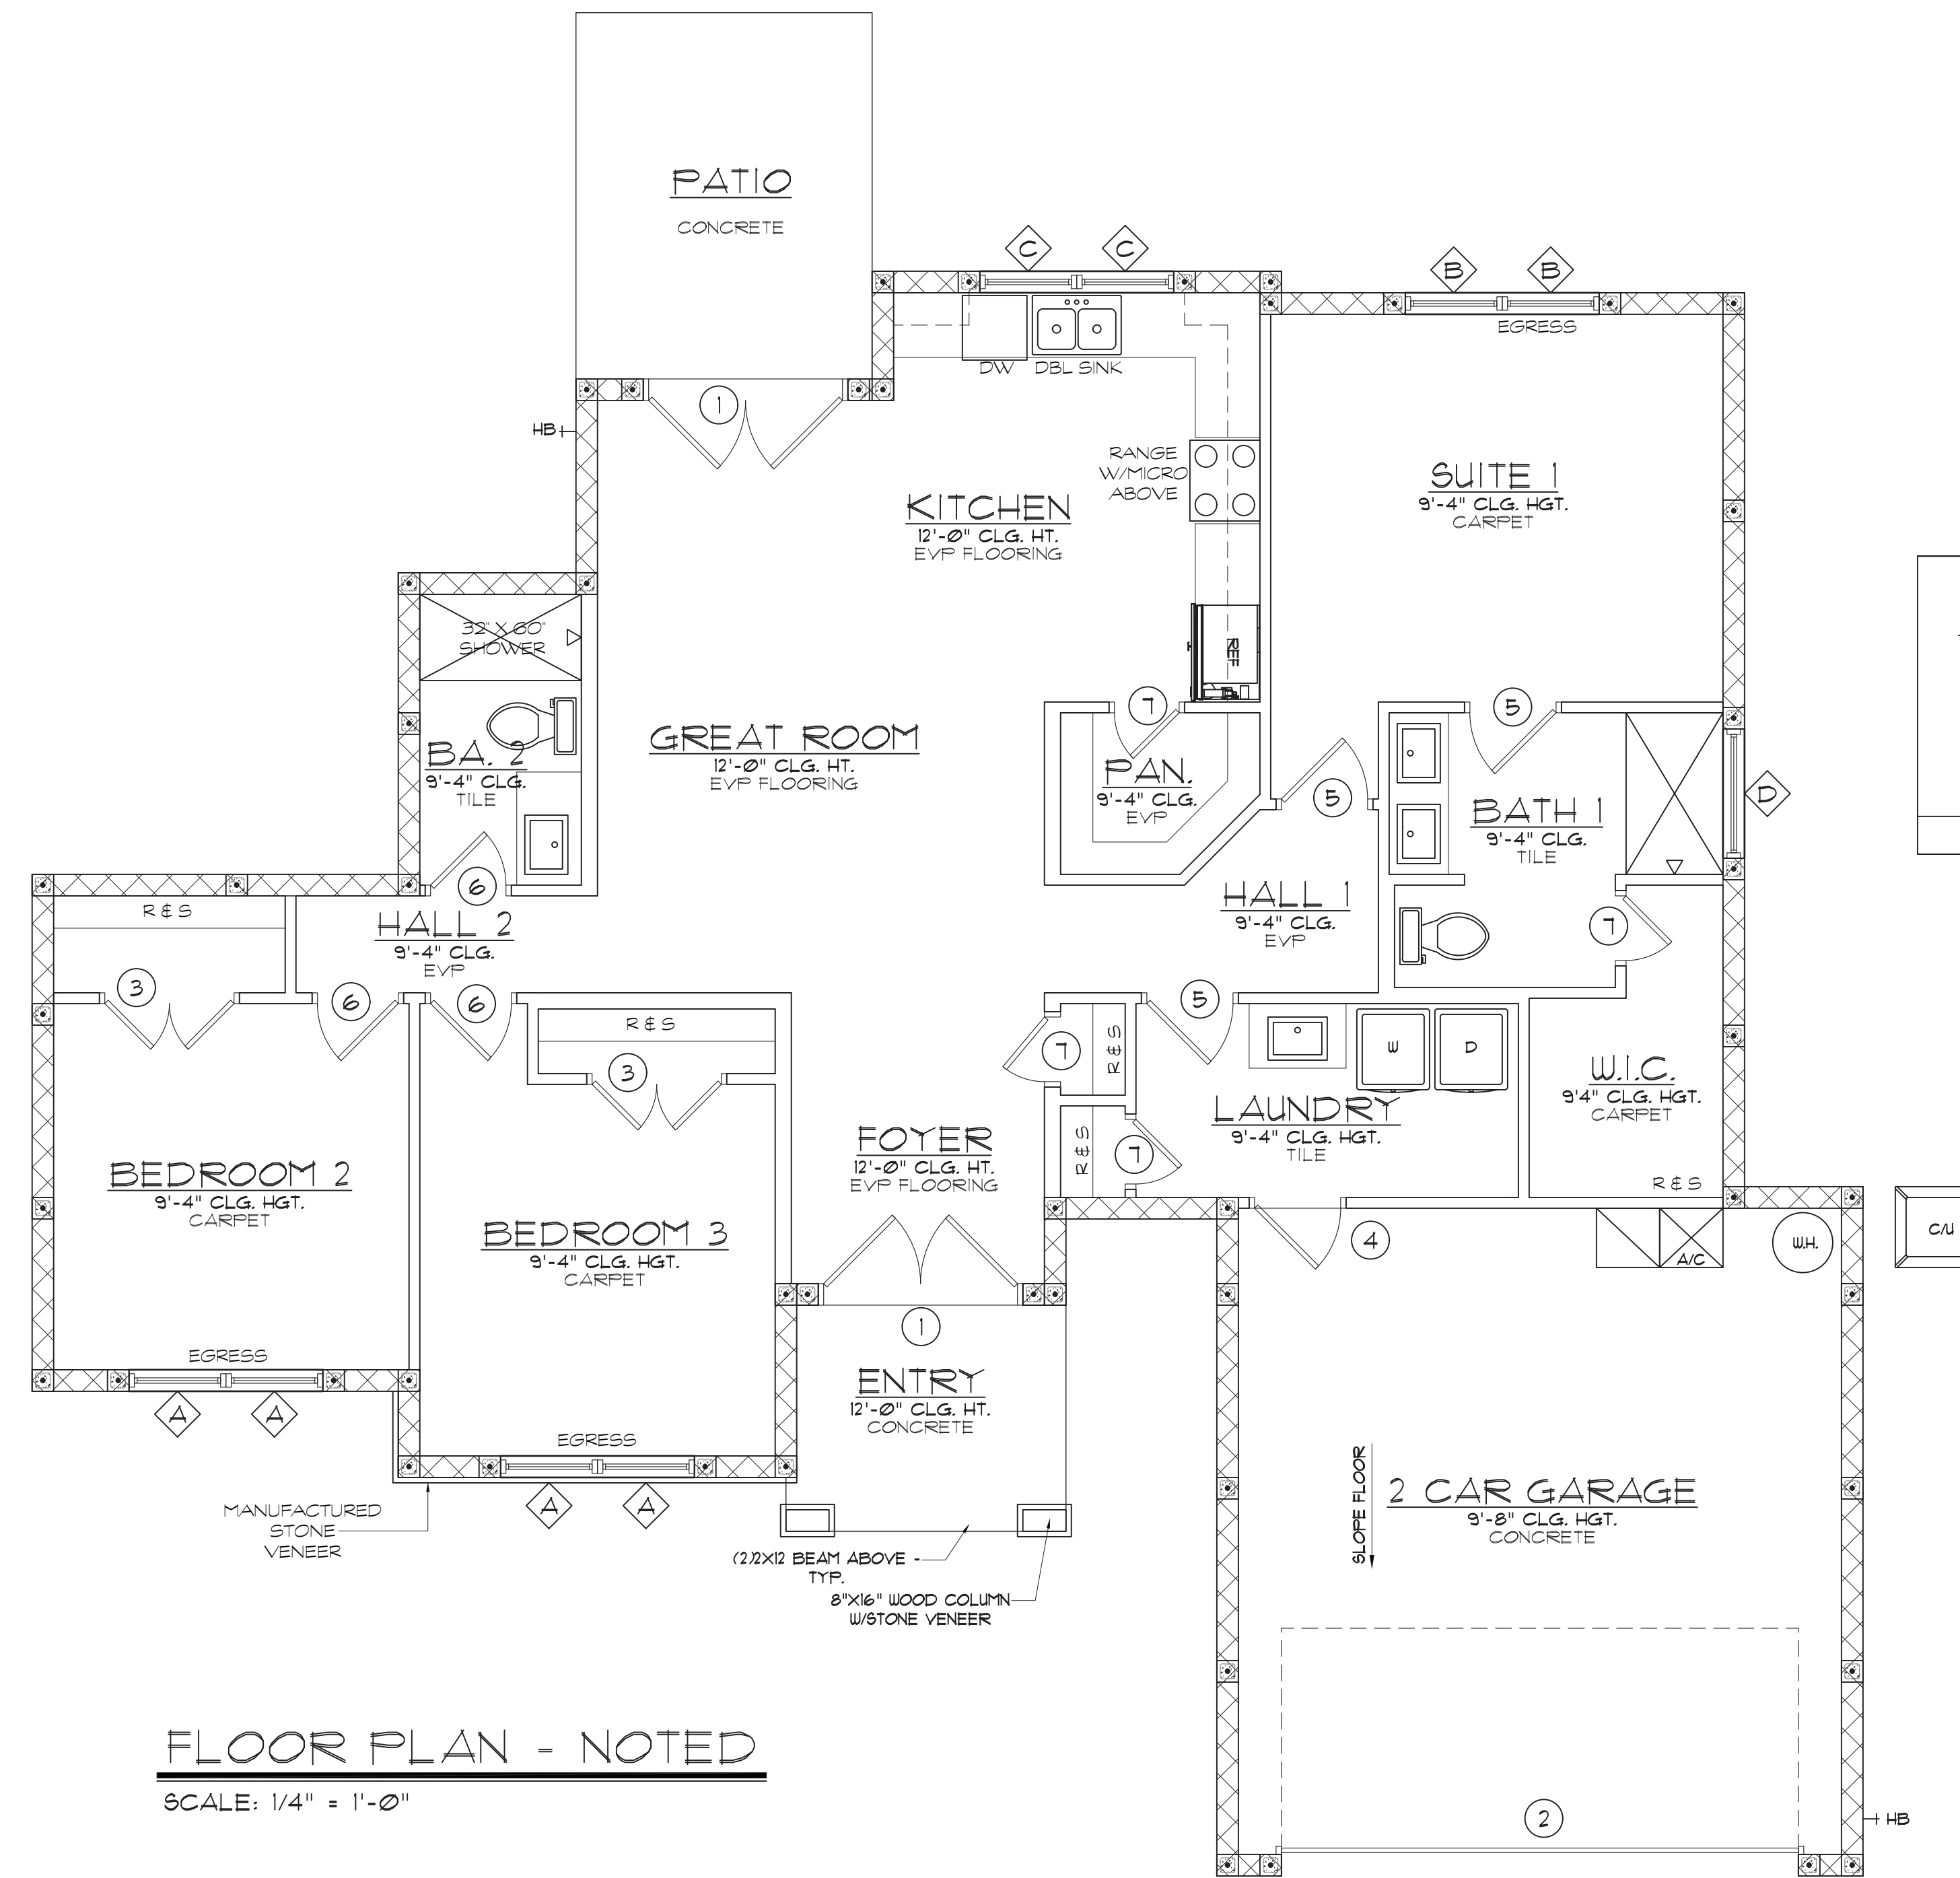 PATIO
CONCRETE
C
C
B
B
EGRESS
DW
DBL SINK
1
HB
RANGE
W/MICRO
ABOVE
KITCHEN
12'-0" CLG. HT.
EVP FLOORING
SUITE 1
9'-4" CLG. HGT.
CARPET
32" X 60"
SHOWER
REF
7
5
GREAT ROOM
12'-0" CLG. HT.
EVP FLOORING
BA. 2
9'-4" CLG.
TILE
PAN.
9'-4" CLG.
EVP
5
BATH 1
9'-4" CLG.
TILE
D
6
HALL 1
9'-4" CLG.
EVP
R & S
HALL 2
9'-4" CLG.
EVP
7
3
6
6
5
R & S
3
7
R & S
W
D
W.I.C.
9'4" CLG. HGT.
CARPET
LAUNDRY
9'-4" CLG. HGT.
TILE
FOYER
12'-0" CLG. HT.
EVP FLOORING
R & S
7
R & S
BEDROOM 2
9'-4" CLG. HGT.
CARPET
BEDROOM 3
9'-4" CLG. HGT.
CARPET
4
A/C
W.H.
C/U
1
EGRESS
ENTRY
12'-0" CLG. HT.
CONCRETE
A
A
EGRESS
A
A
MANUFACTURED
STONE
VENEER
SLOPE FLOOR
2 CAR GARAGE
9'-8" CLG. HGT.
CONCRETE
(2)2X12 BEAM ABOVE -
TYP.
8"X16" WOOD COLUMN
W/STONE VENEER
FLOOR PLAN - NOTED
SCALE: 1/4" = 1'-0"
2
HB